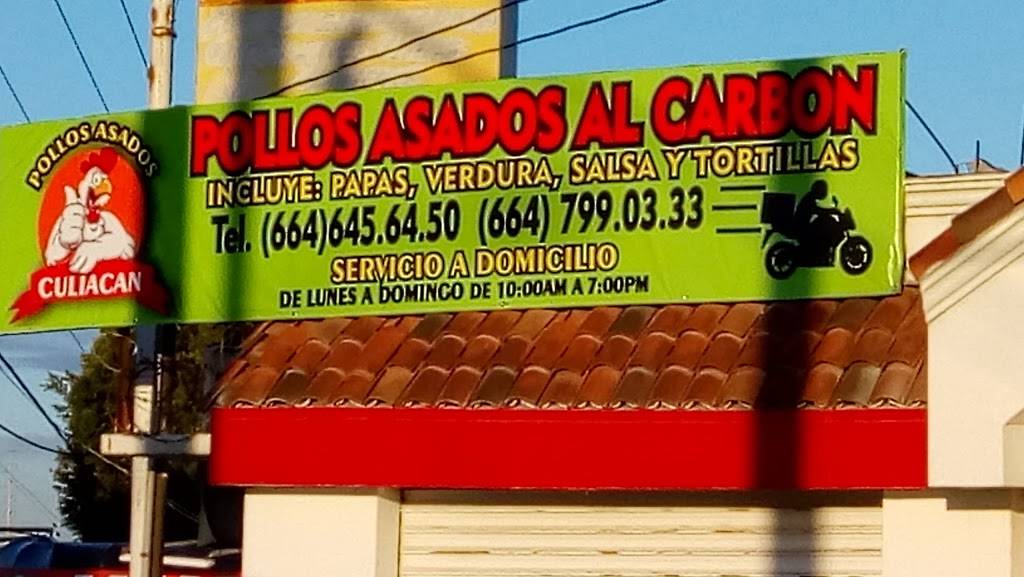 POLLOS ASADOS
CULIACAN
POLLOS ASADOS AL CARBON
INCLUYE: PAPAS, VERDURA, SALSA Y TORTILLAS
Tel. (664)645.64.50 (664) 799.03.33
SERVICIO A DOMICILIO
DE LUNES A DOMINGO DE 10:00AM A 7:00PM